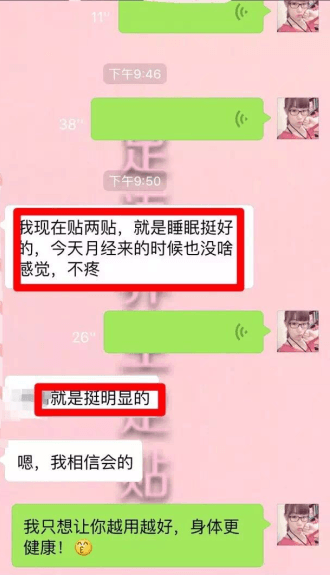 11"
下午9:46
38"
下午9:50
我现在贴两贴，就是睡眠挺好
的，今天月经来的时候也没啥
感觉，不疼
26"
就是挺明显的
嗯，我相信会的
我只想让你越用越好，身体更
健康！